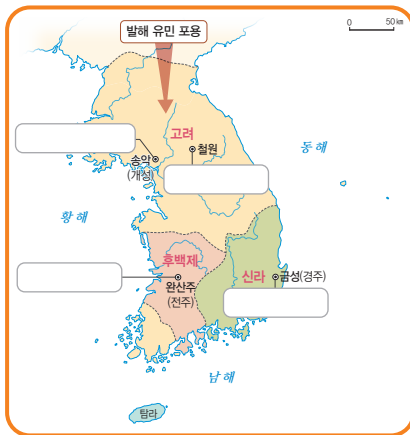 발해 유민 포용
0 50㎞
고려
철원
송악
(개성)
동해
황해
후백제
완산주
(전주)
신라
금성(경주)
남해
탐라